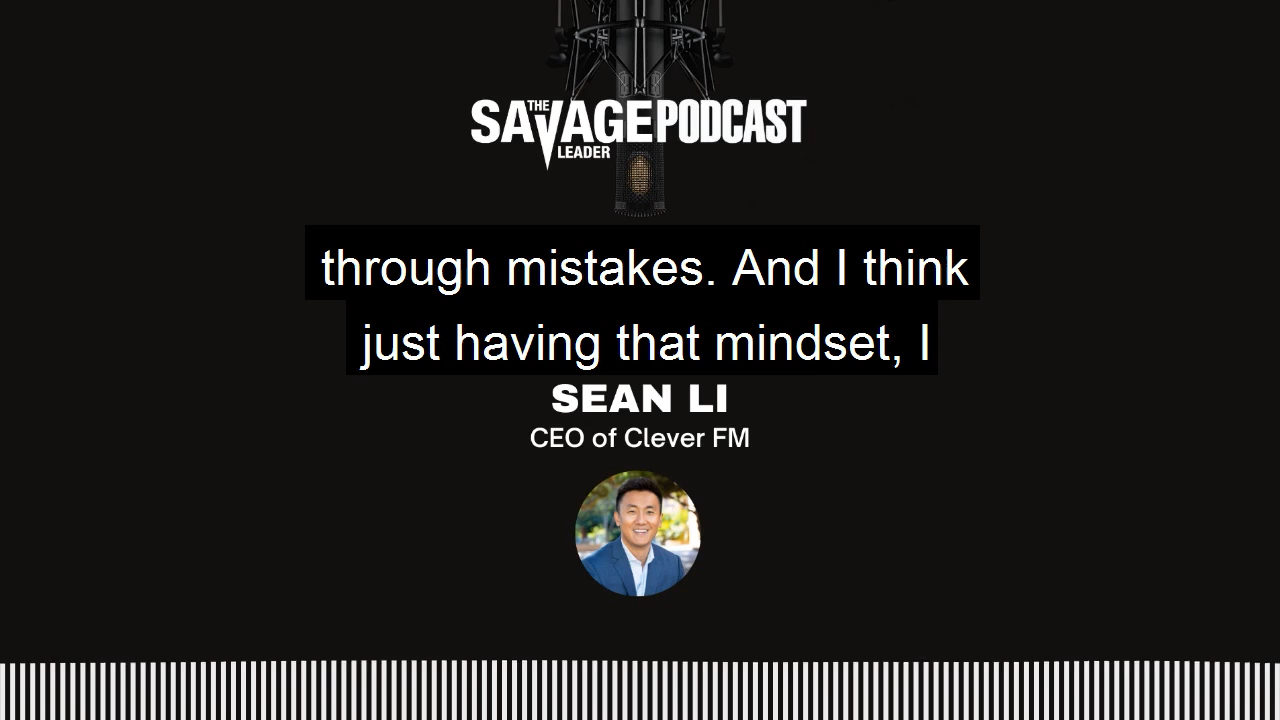 THE
SAVAGE PODCAST
LEADER
through mistakes. And I think
just having that mindset, I
SEAN LI
CEO of Clever FM